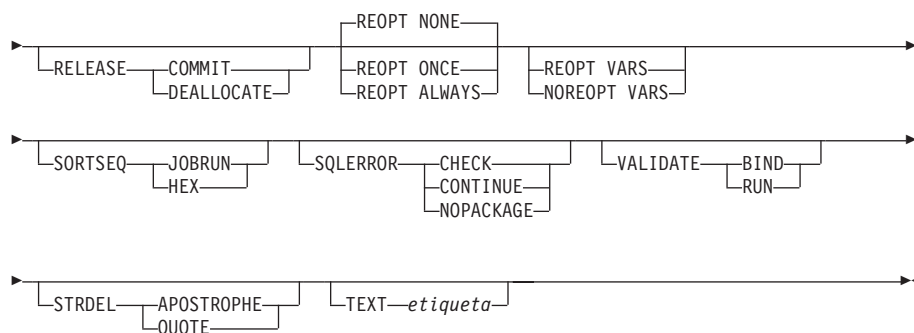 REOPT NONE
RELEASE COMMIT REOPT ONCE REOPT VARS
DEALLOCATE REOPT ALWAYS NOREOPT VARS
SORTSEQ JOBRUN SQLERROR CHECK VALIDATE BIND
HEX CONTINUE RUN
NOPACKAGE
STRDEL APOSTROPHE TEXT etiqueta
QUOTE